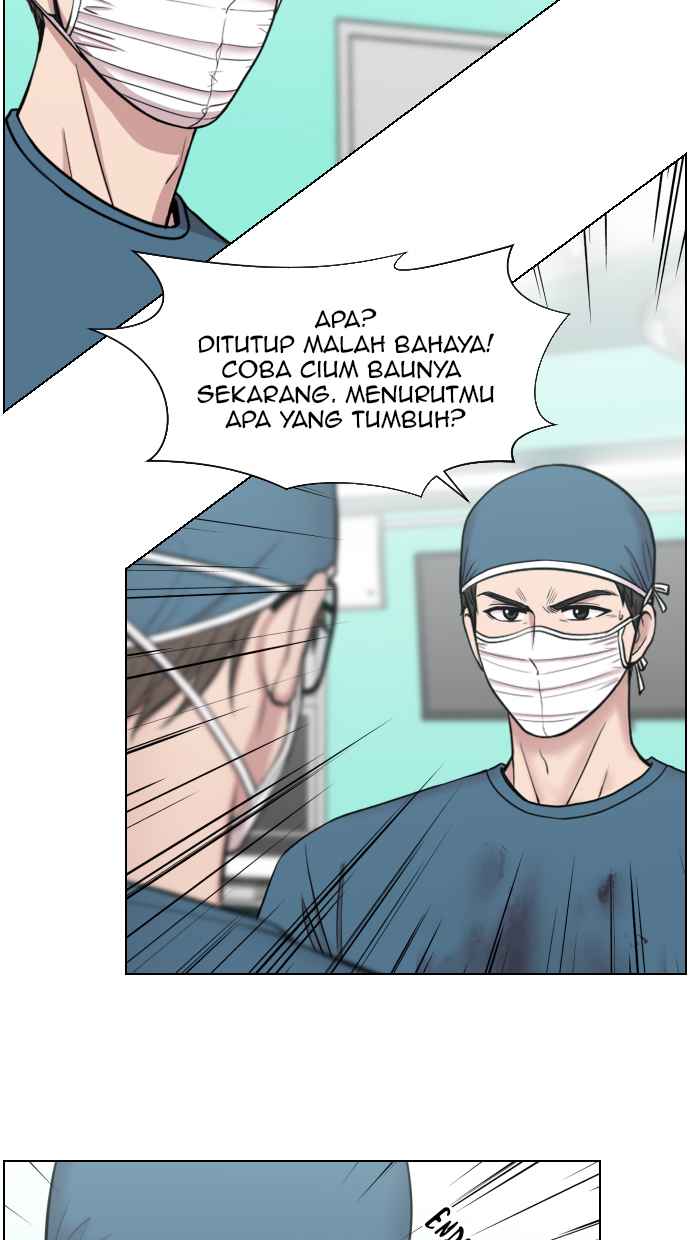 APA?
DITUTUP MALAH BAHAYA!
COBA CIUM BAUNYA
SEKARANG. MENURUTMU
APA YANG TUMBUH?